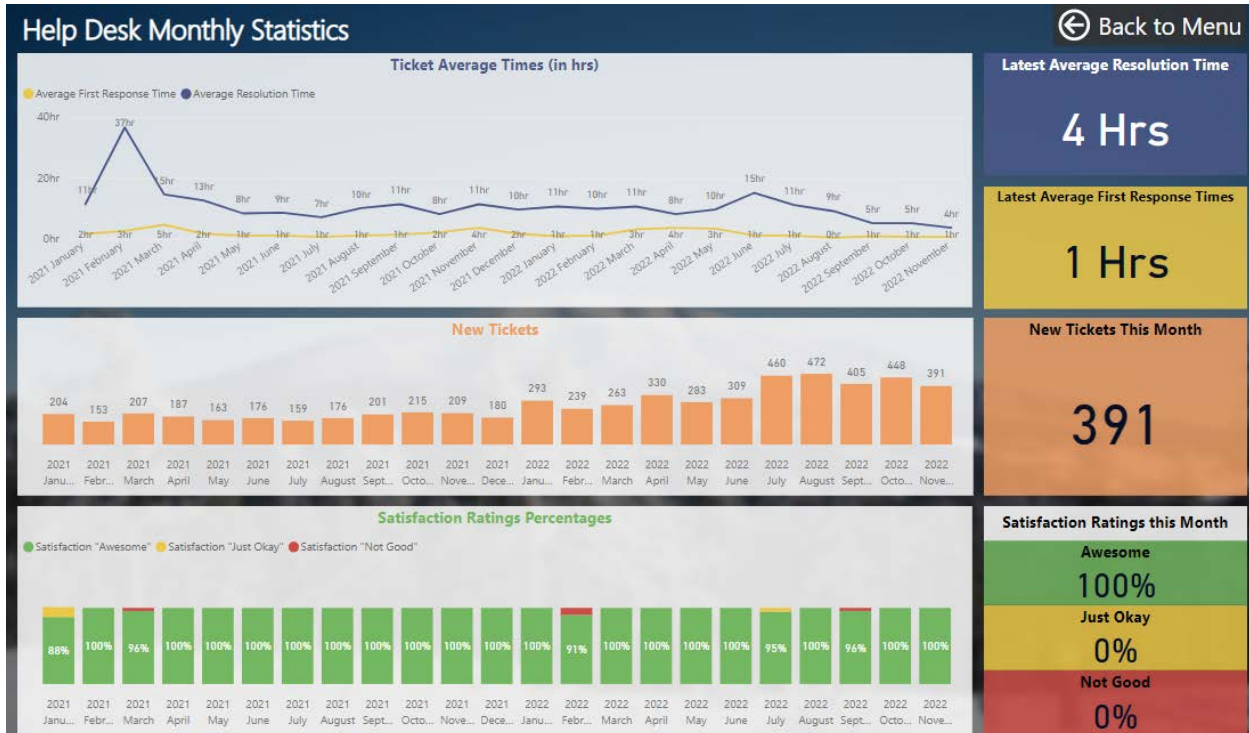 Help Desk Monthly Statistics
Back to Menu
Ticket Average Times (in hrs)
Average First Response Time Average Resolution Time
40hr
20hr
0hr
11hr 37hr 15hr 13hr 8hr 9hr 7hr 10hr 11hr 8hr 11hr 10hr 11hr 10hr 11hr 8hr 10hr 15hr 11hr 9hr 5hr 5hr 4hr
2hr 3hr 5hr 2hr 1hr 1hr 1hr 1hr 1hr 2hr 4hr 2hr 1hr 1hr 3hr 4hr 3hr 1hr 1hr 0hr 1hr 1hr 1hr
2021 January 2021 February 2021 March 2021 April 2021 May 2021 June 2021 July 2021 August 2021 September 2021 October 2021 November 2021 December 2022 January 2022 February 2022 March 2022 April 2022 May 2022 June 2022 July 2022 August 2022 September 2022 October 2022 November
Latest Average Resolution Time
4 Hrs
Latest Average First Response Times
1 Hrs
New Tickets
204 153 207 187 163 176 159 176 201 215 209 180 293 239 263 330 283 309 460 472 405 448 391
2021 2021 2021 2021 2021 2021 2021 2021 2021 2021 2021 2021 2022 2022 2022 2022 2022 2022 2022 2022 2022 2022 2022
Janu... Febr... March April May June July August Sept... Octo... Nove... Dece... Janu... Febr... March April May June July August Sept... Octo... Nove...
New Tickets This Month
391
Satisfaction Ratings Percentages
Satisfaction "Awesome" Satisfaction "Just Okay" Satisfaction "Not Good"
88% 100% 96% 100% 100% 100% 100% 100% 100% 100% 100% 100% 100% 91% 100% 100% 100% 100% 95% 100% 96% 100% 100%
2021 2021 2021 2021 2021 2021 2021 2021 2021 2021 2021 2021 2022 2022 2022 2022 2022 2022 2022 2022 2022 2022 2022
Janu... Febr... March April May June July August Sept... Octo... Nove... Dece... Janu... Febr... March April May June July August Sept... Octo... Nove...
Satisfaction Ratings this Month
Awesome
100%
Just Okay
0%
Not Good
0%